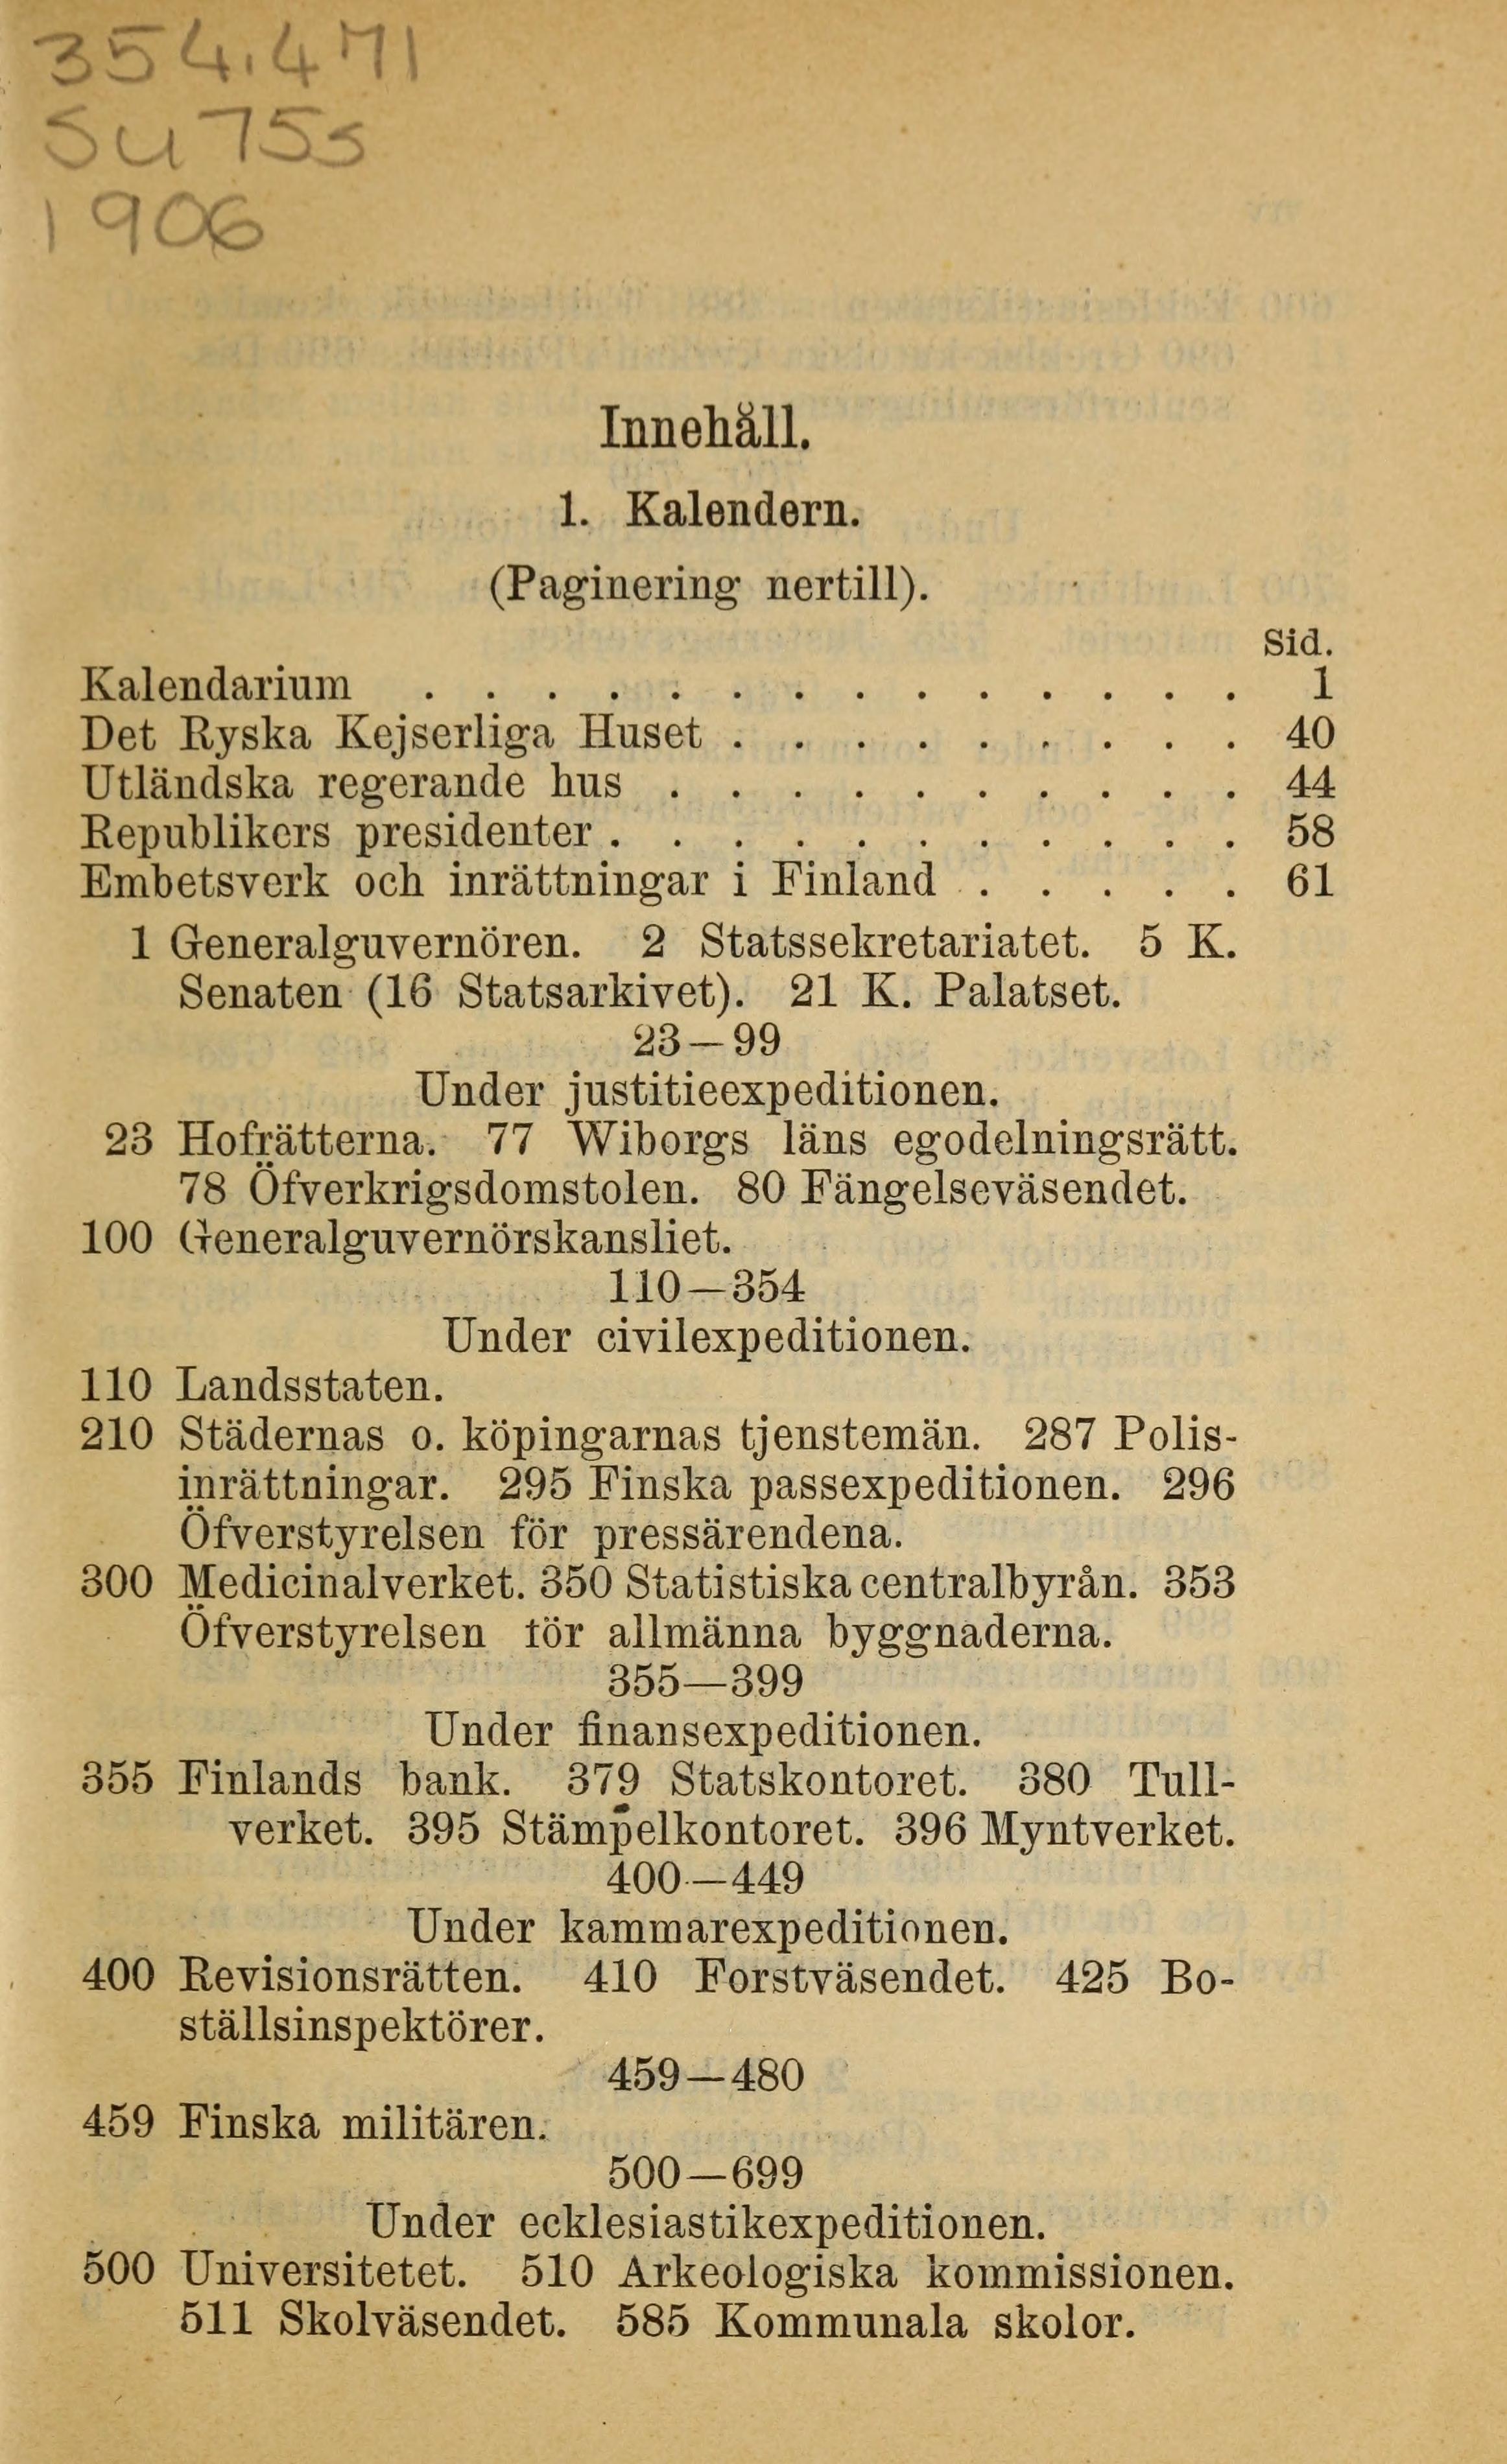 354.471
Su75s
1906
Innehåll.
1. Kalendern.
(Paginering nertill).
Sid.
Kalendarium . . . . . . . . . . . . . . 1
Det Ryska Kejserliga Huset . . . . . . . . . 40
Utländska regerande hus . . . . . . . . . . 44
Republikers presidenter . . . . . . . . . . . 58
Embetsverk och inrättningar i Finland . . . . . 61
1 Generalguvernören. 2 Statssekretariatet. 5 K.
Senaten (16 Statsarkivet). 21 K. Palatset.
23—99
Under justitieexpeditionen.
23 Hofrätterna. 77 Wiborgs läns egodelningsrätt.
78 Öfverkrigsdomstolen. 80 Fängelseväsendet.
100 Generalguvernörskansliet.
110—354
Under civilexpeditionen.
110 Landsstaten.
210 Städernas o. köpingarnas tjenstemän. 287 Polis-
inrättningar. 295 Finska passexpeditionen. 296
Öfverstyrelsen för pressärendena.
300 Medicinalverket. 350 Statistiska centralbyrån. 353
Öfverstyrelsen för allmänna byggnaderna.
355—399
Under finansexpeditionen.
355 Finlands bank. 379 Statskontoret. 380 Tull-
verket. 395 Stämpelkontoret. 396 Myntverket.
400—449
Under kammarexpeditionen.
400 Revisionsrätten. 410 Forstväsendet. 425 Bo-
ställsinspektörer.
459—480
459 Finska militären.
500—699
Under ecklesiastikexpeditionen.
500 Universitetet. 510 Arkeologiska kommissionen.
511 Skolväsendet. 585 Kommunala skolor.